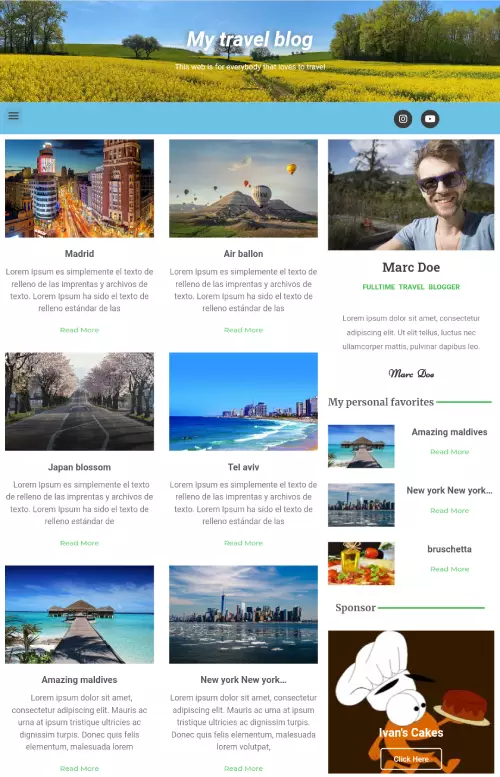 My travel blog
This web is for everybody that loves to travel
Madrid
Lorem Ipsum es simplemente el texto de
relleno de las imprentas y archivos de
texto. Lorem Ipsum ha sido el texto de
relleno estándar de las
Read More
Air ballon
Lorem Ipsum es simplemente el texto de
relleno de las imprentas y archivos de
texto. Lorem Ipsum ha sido el texto de
relleno estándar de las
Read More
Japan blossom
Lorem Ipsum es simplemente el texto
de relleno de las imprentas y archivos de
texto. Lorem Ipsum ha sido el texto de
relleno estándar de
Read More
Tel aviv
Lorem Ipsum es simplemente el texto de
relleno de las imprentas y archivos de
texto. Lorem Ipsum ha sido el texto de
relleno estándar de las
Read More
Amazing maldives
Lorem ipsum dolor sit amet,
consectetur adipiscing elit. Mauris ac
urna at ipsum tristique ultricies ac
dignissim turpis. Donec quis felis
elementum, malesuada lorem
Read More
New york New york...
Lorem ipsum dolor sit amet,
consectetur adipiscing elit. Mauris ac urna
at ipsum tristique ultricies ac dignissim turpis.
Donec quis felis elementum, malesuada lorem
volutpat,
Read More
Marc Doe
FULLTIME TRAVEL BLOGGER
Lorem ipsum dolor sit amet, consectetur
adipiscing elit. Ut elit tellus, luctus nec
ullamcorper mattis, pulvinar dapibus leo.
Marc Doe
My personal favorites
Amazing maldives
Read More
New york New york...
Read More
bruschetta
Read More
Sponsor
Ivan's Cakes
Click Here